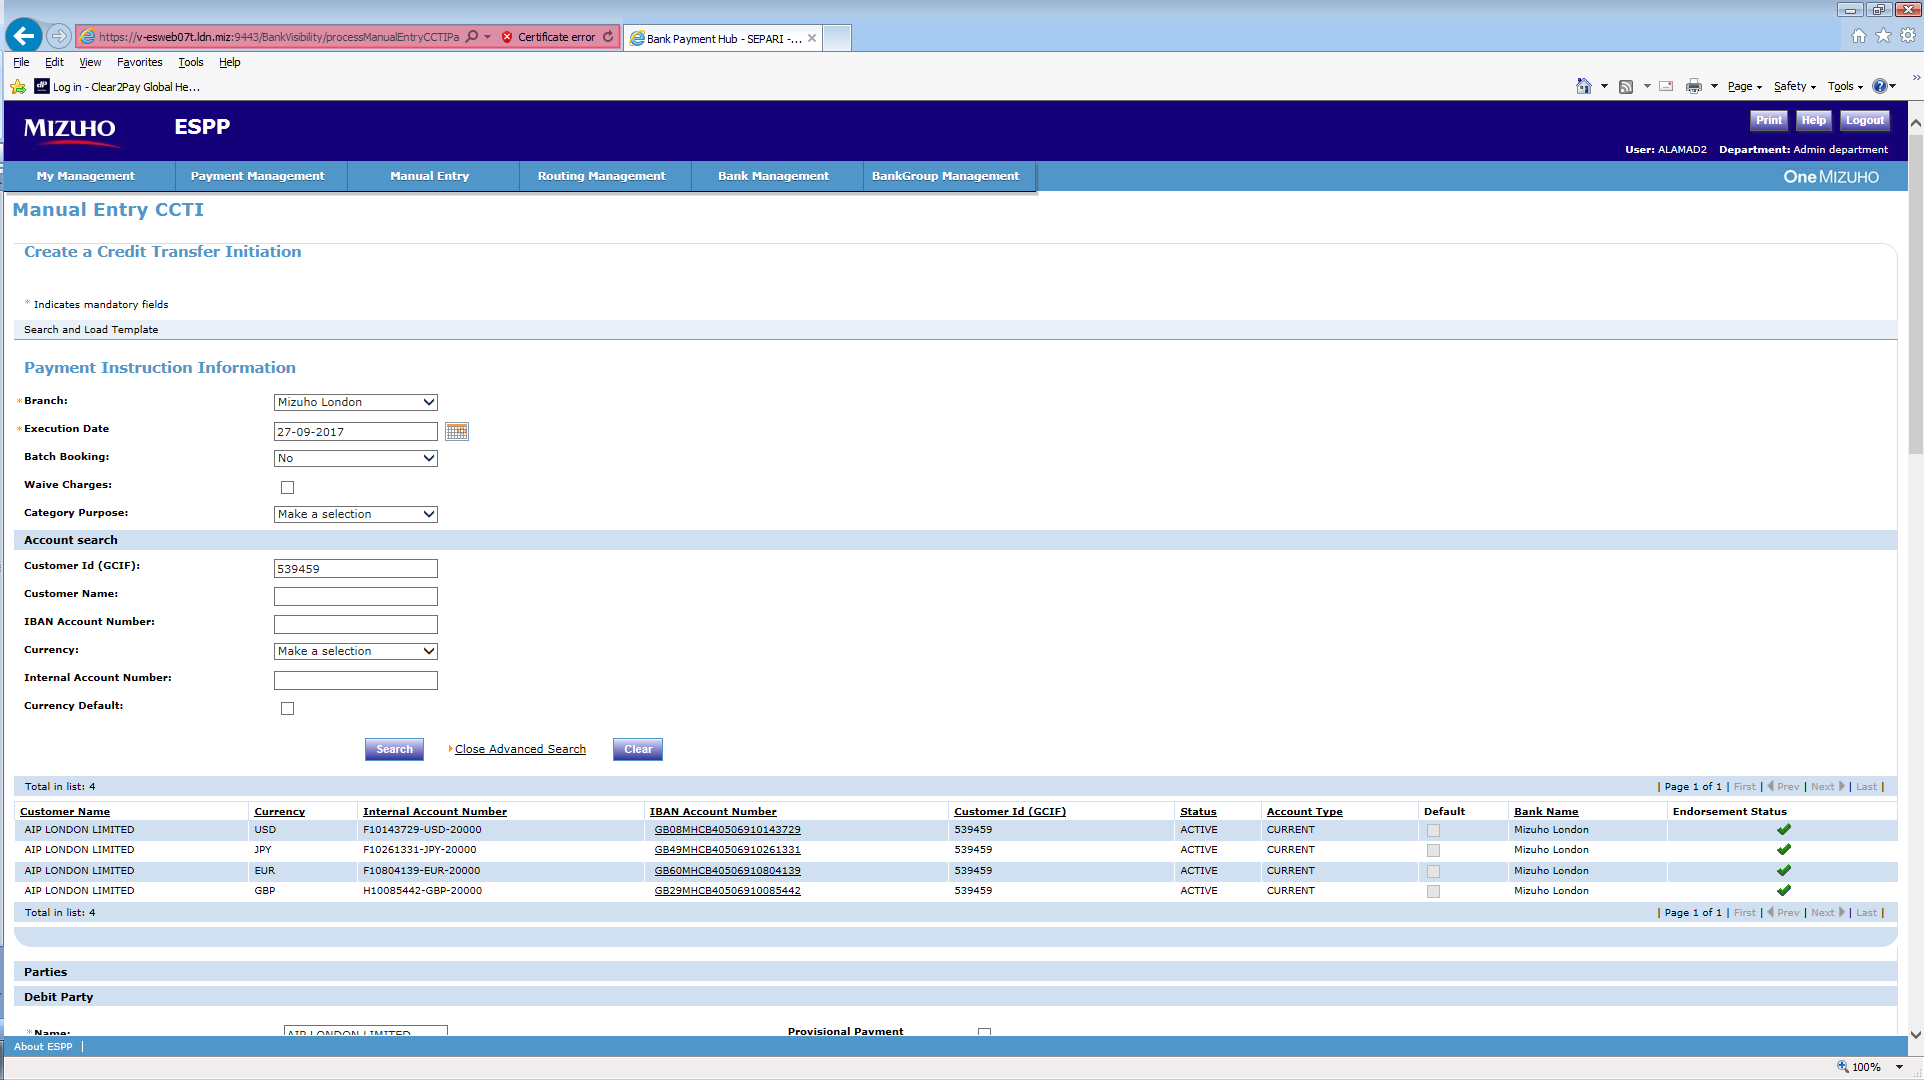 https://v-esweb07t.ldn.miz:9443/BankVisibility/processManualEntryCCTIPa Certificate error Bank Payment Hub - SEPARI -...
File Edit View Favorites Tools Help
Log in - Clear2Pay Global He... Page Safety Tools
MIZUHO ESPP Print Help Logout
User: ALAMAD2 Department: Admin department
My Management Payment Management Manual Entry Routing Management Bank Management BankGroup Management One MIZUHO
Manual Entry CCTI
Create a Credit Transfer Initiation
* Indicates mandatory fields
Search and Load Template
Payment Instruction Information
*Branch: Mizuho London
*Execution Date 27-09-2017
Batch Booking: No
Waive Charges:
Category Purpose: Make a selection
Account search
Customer Id (GCIF): 539459
Customer Name:
IBAN Account Number:
Currency: Make a selection
Internal Account Number:
Currency Default:
Search Close Advanced Search Clear
Total in list: 4 | Page 1 of 1 | First | Prev | Next | Last |
Customer Name Currency Internal Account Number IBAN Account Number Customer Id (GCIF) Status Account Type Default Bank Name Endorsement Status
AIP LONDON LIMITED USD F10143729-USD-20000 GB08MHCB40506910143729 539459 ACTIVE CURRENT Mizuho London
AIP LONDON LIMITED JPY F10261331-JPY-20000 GB49MHCB40506910261331 539459 ACTIVE CURRENT Mizuho London
AIP LONDON LIMITED EUR F10804139-EUR-20000 GB60MHCB40506910804139 539459 ACTIVE CURRENT Mizuho London
AIP LONDON LIMITED GBP H10085442-GBP-20000 GB29MHCB40506910085442 539459 ACTIVE CURRENT Mizuho London
Total in list: 4 | Page 1 of 1 | First | Prev | Next | Last |
Parties
Debit Party
*Name: AIP LONDON LIMITED Provisional Payment
About ESPP |
100%